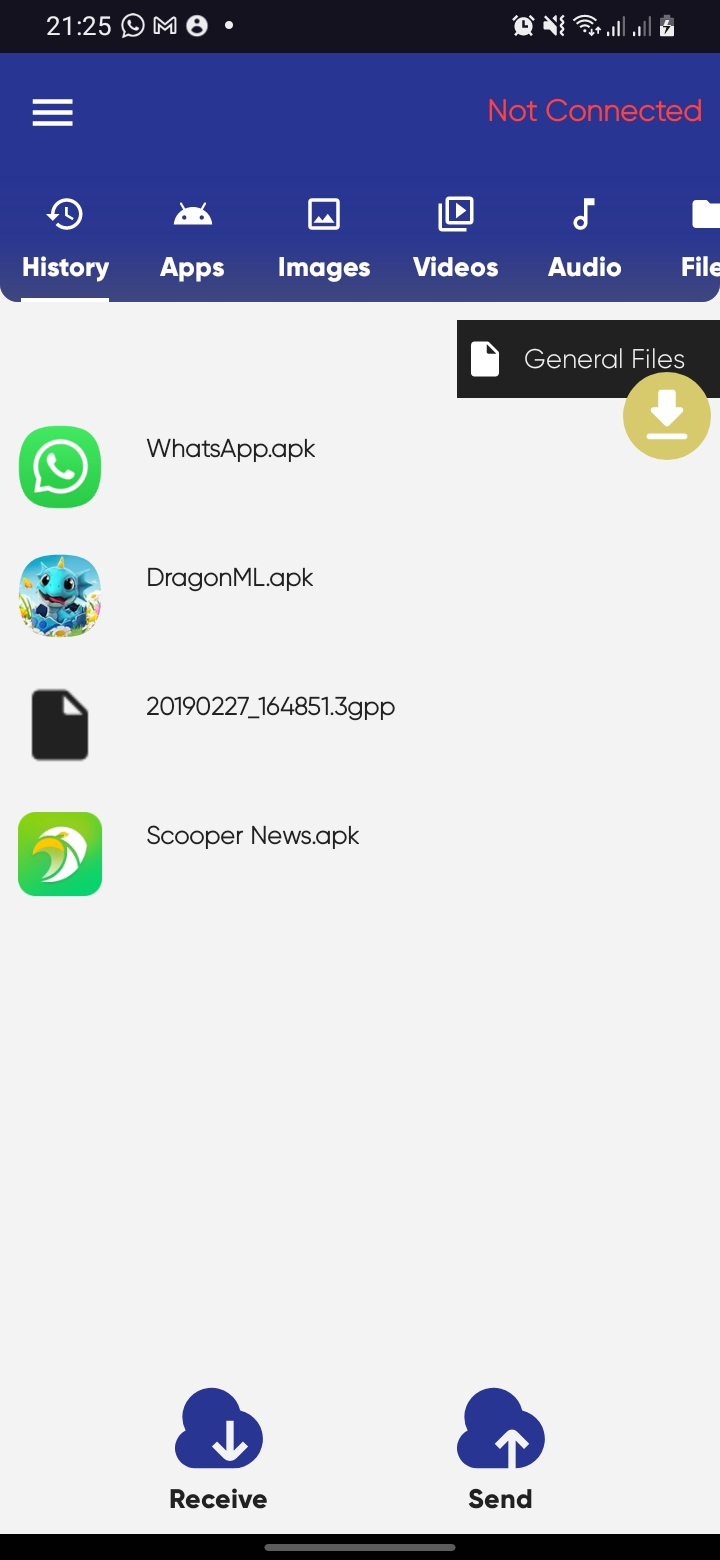 21:25
Not Connected
History Apps Images Videos Audio File
General Files
WhatsApp.apk
DragonML.apk
20190227_164851.3gpp
Scooper News.apk
Receive Send